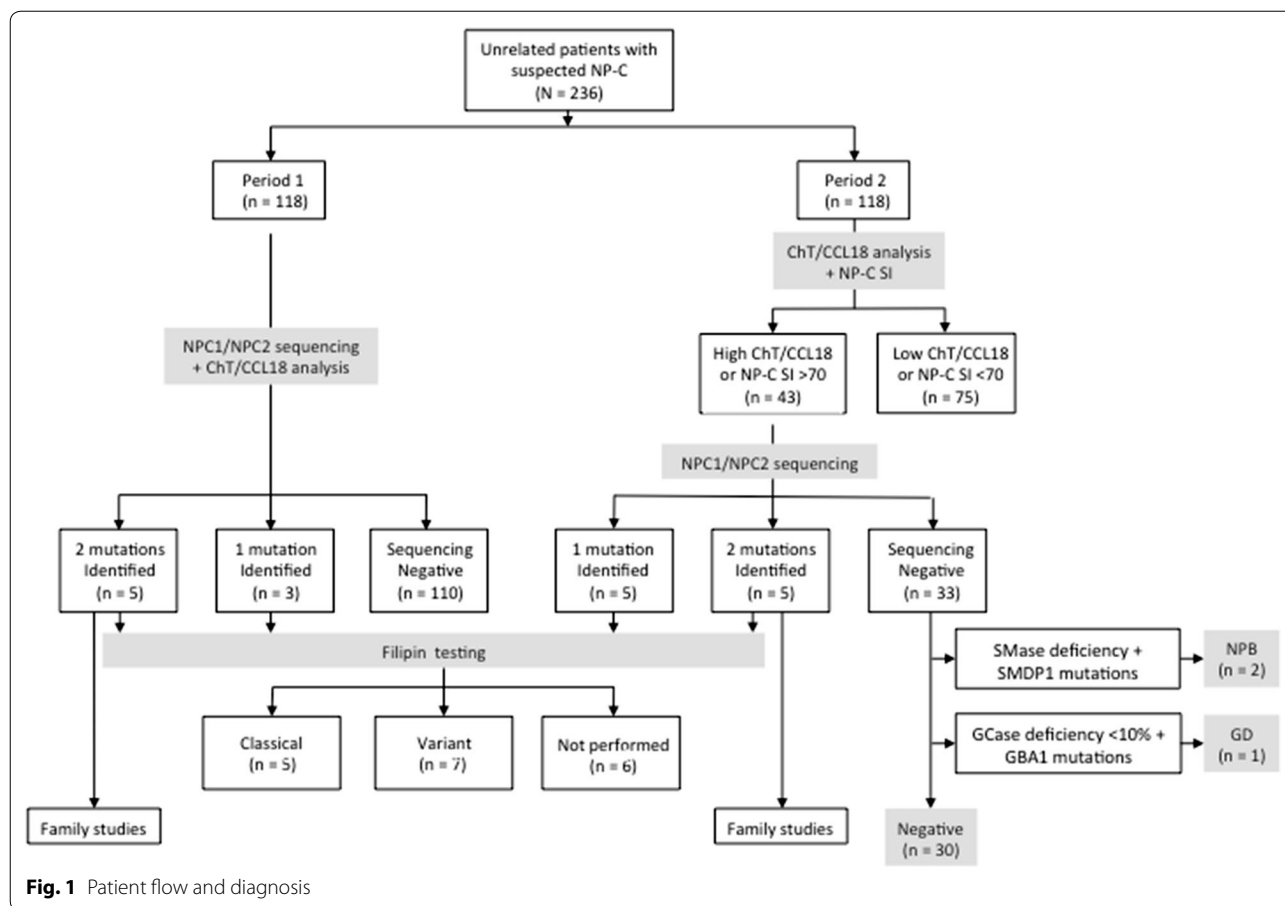 Unrelated patients with
suspected NP-C
(N = 236)
Period 1
(n = 118)
Period 2
(n = 118)
ChT/CCL18 analysis
+ NP-C SI
NPC1/NPC2 sequencing
+ ChT/CCL18 analysis
High ChT/CCL18
or NP-C SI >70
(n = 43)
Low ChT/CCL18
or NP-C SI <70
(n = 75)
NPC1/NPC2 sequencing
2 mutations
Identified
(n = 5)
1 mutation
Identified
(n = 3)
Sequencing
Negative
(n = 110)
1 mutation
Identified
(n = 5)
2 mutations
Identified
(n = 5)
Sequencing
Negative
(n = 33)
Filipin testing
SMase deficiency +
SMDP1 mutations
NPB
(n = 2)
Classical
(n = 5)
Variant
(n = 7)
Not performed
(n = 6)
GCase deficiency <10% +
GBA1 mutations
GD
(n = 1)
Family studies
Family studies
Negative
(n = 30)
Fig. 1 Patient flow and diagnosis